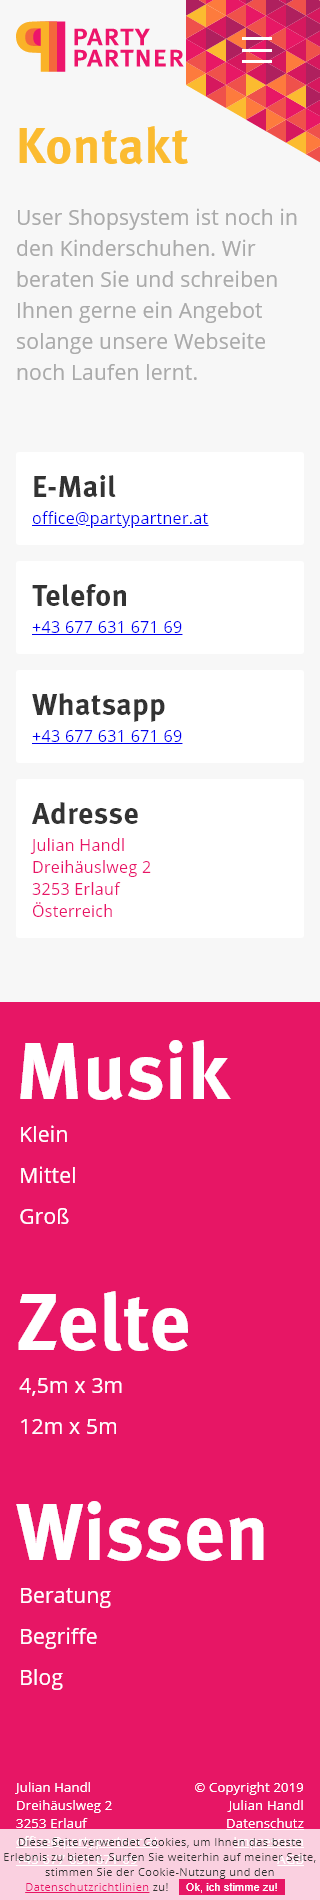 PARTY
PARTNER
Kontakt
User Shopsystem ist noch in
den Kinderschuhen. Wir
beraten Sie und schreiben
Ihnen gerne ein Angebot
solange unsere Webseite
noch Laufen lernt.
E-Mail
office@partypartner.at
Telefon
+43 677 631 671 69
Whatsapp
+43 677 631 671 69
Adresse
Julian Handl
Dreihäuslweg 2
3253 Erlauf
Österreich
Musik
Klein
Mittel
Groß
Zelte
4,5m x 3m
12m x 5m
Wissen
Beratung
Begriffe
Blog
Julian Handl
Dreihäuslweg 2
3253 Erlauf
© Copyright 2019
Julian Handl
Datenschutz
Diese Seite verwendet Cookies, um Ihnen das beste
Erlebnis zu bieten. Surfen Sie weiterhin auf meiner Seite,
stimmen Sie der Cookie-Nutzung und den
Datenschutzrichtlinien zu! Ok, ich stimme zu!